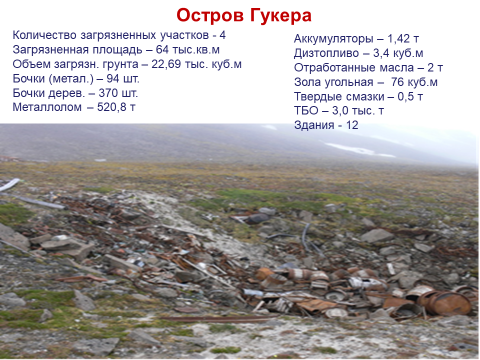 Остров Гукера
Количество загрязненных участков - 4
Загрязненная площадь – 64 тыс.кв.м
Объем загрязн. грунта – 22,69 тыс. куб.м
Бочки (метал.) – 94 шт.
Бочки дерев. – 370 шт.
Металлолом – 520,8 т
Аккумуляторы – 1,42 т
Дизтопливо – 3,4 куб.м
Отработанные масла – 2 т
Зола угольная – 76 куб.м
Твердые смазки – 0,5 т
ТБО – 3,0 тыс. т
Здания - 12